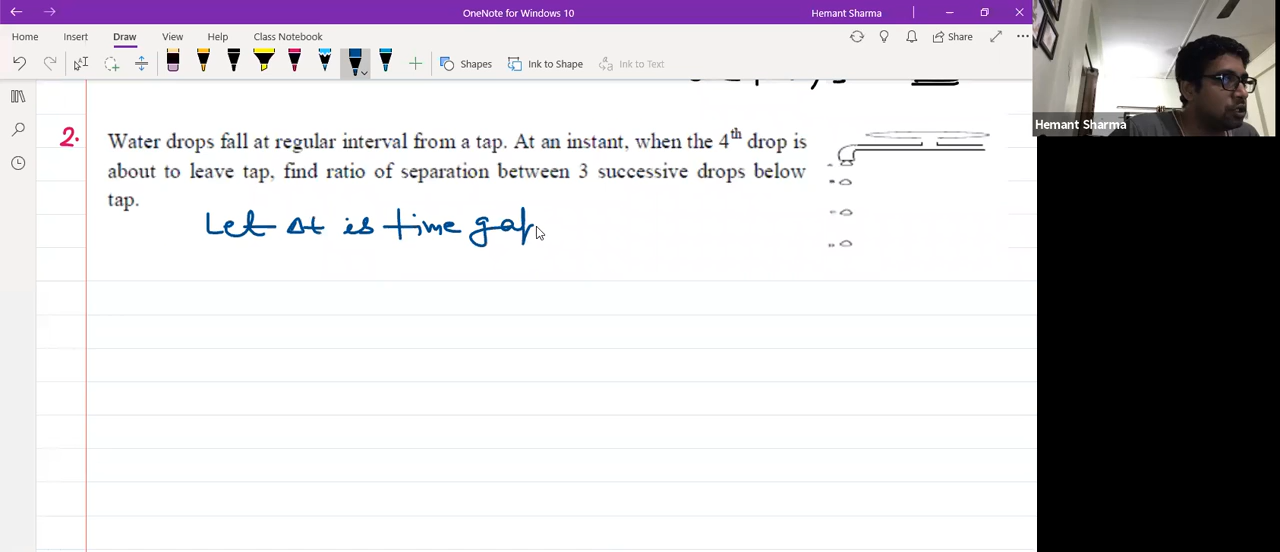 OneNote for Windows 10
Hemant Sharma
Home Insert Draw View Help Class Notebook
Share
Shapes Ink to Shape Ink to Text
Hemant Sharma
2.
Water drops fall at regular interval from a tap. At an instant, when the 4th drop is
about to leave tap, find ratio of separation between 3 successive drops below
tap.
Let Δt is time gap